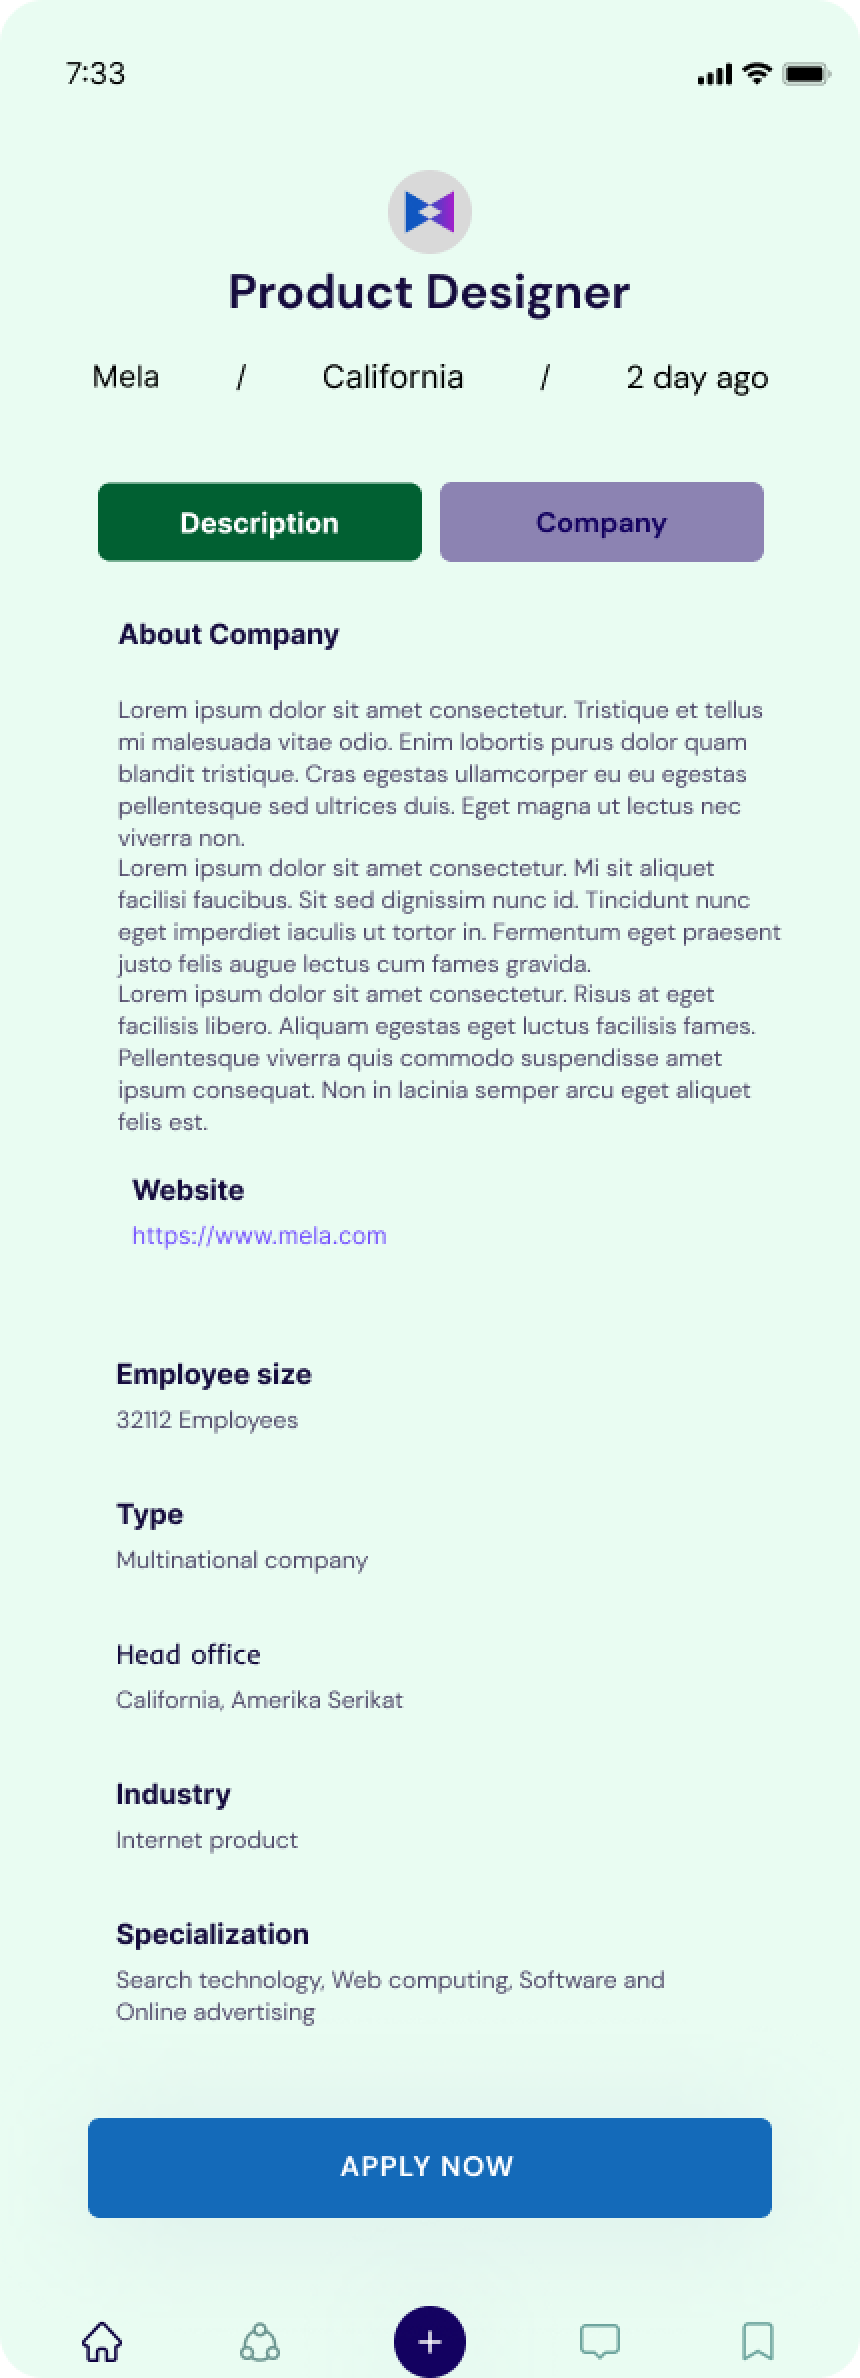 7:33
Product Designer
Mela / California / 2 day ago
Description Company
About Company
Lorem ipsum dolor sit amet consectetur. Tristique et tellus
mi malesuada vitae odio. Enim lobortis purus dolor quam
blandit tristique. Cras egestas ullamcorper eu eu egestas
pellentesque sed ultrices duis. Eget magna ut lectus nec
viverra non.
Lorem ipsum dolor sit amet consectetur. Mi sit aliquet
facilisi faucibus. Sit sed dignissim nunc id. Tincidunt nunc
eget imperdiet iaculis ut tortor in. Fermentum eget praesent
justo felis augue lectus cum fames gravida.
Lorem ipsum dolor sit amet consectetur. Risus at eget
facilisis libero. Aliquam egestas eget luctus facilisis fames.
Pellentesque viverra quis commodo suspendisse amet
ipsum consequat. Non in lacinia semper arcu eget aliquet
felis est.
Website
https://www.mela.com
Employee size
32112 Employees
Type
Multinational company
Head office
California, Amerika Serikat
Industry
Internet product
Specialization
Search technology, Web computing, Software and
Online advertising
APPLY NOW